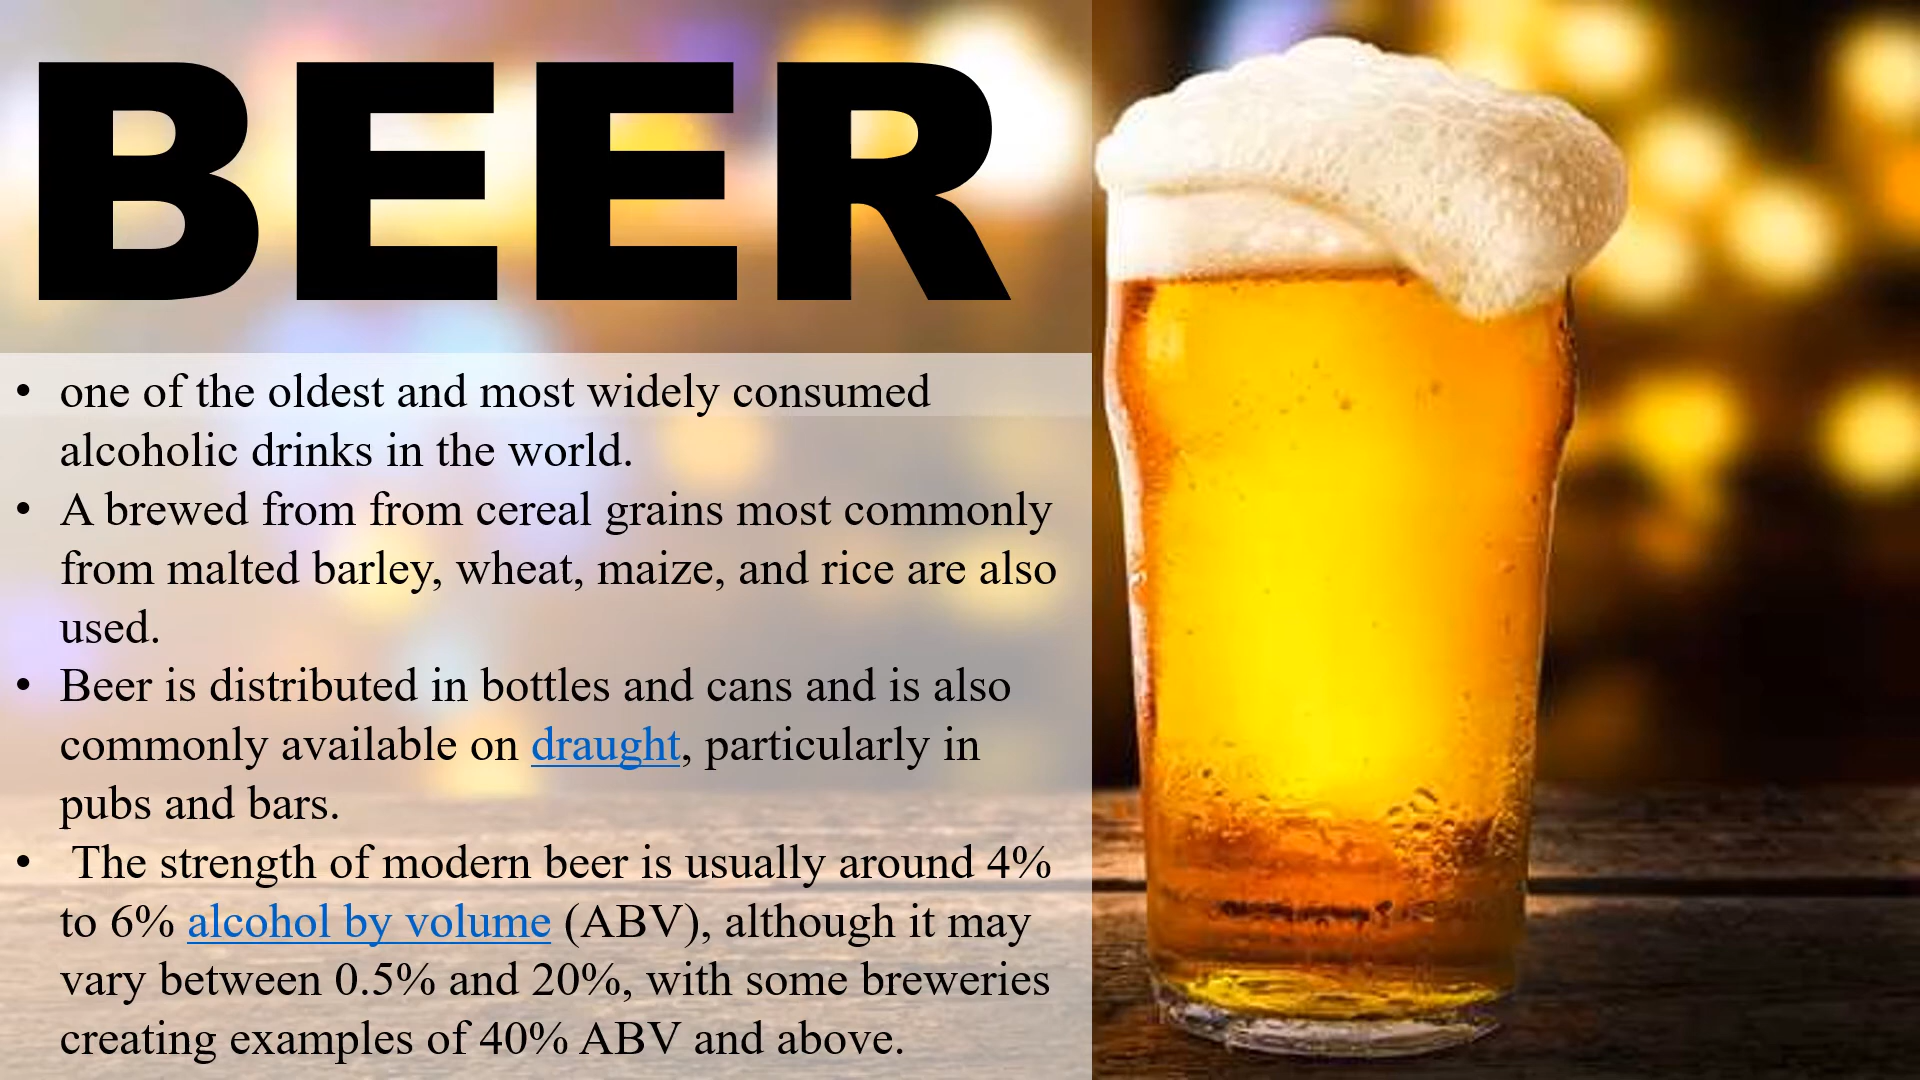 BEER
• one of the oldest and most widely consumed
alcoholic drinks in the world.
• A brewed from from cereal grains most commonly
from malted barley, wheat, maize, and rice are also
used.
• Beer is distributed in bottles and cans and is also
commonly available on draught, particularly in
pubs and bars.
• The strength of modern beer is usually around 4%
to 6% alcohol by volume (ABV), although it may
vary between 0.5% and 20%, with some breweries
creating examples of 40% ABV and above.